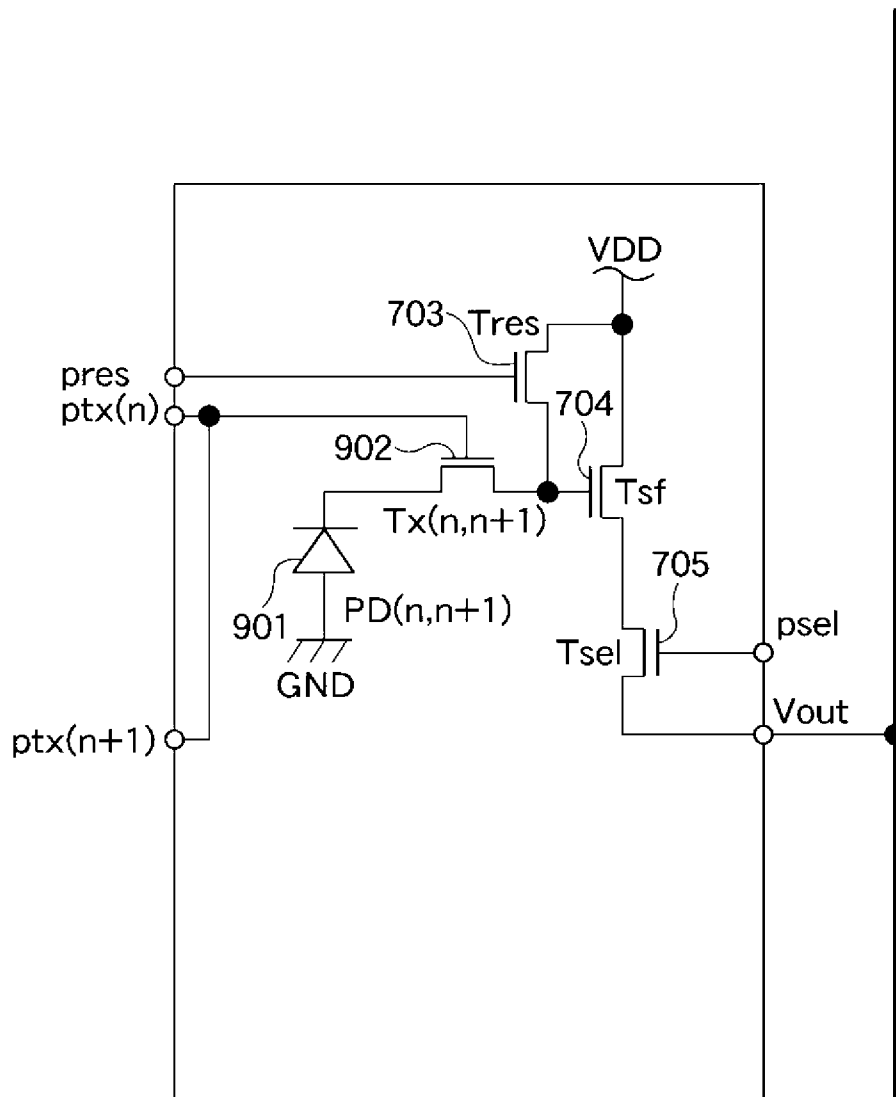 VDD
703
Tres
pres
ptx(n)
704
902
Tsf
Tx(n,n+1)
705
901
PD(n,n+1)
psel
Tsel
GND
Vout
ptx(n+1)